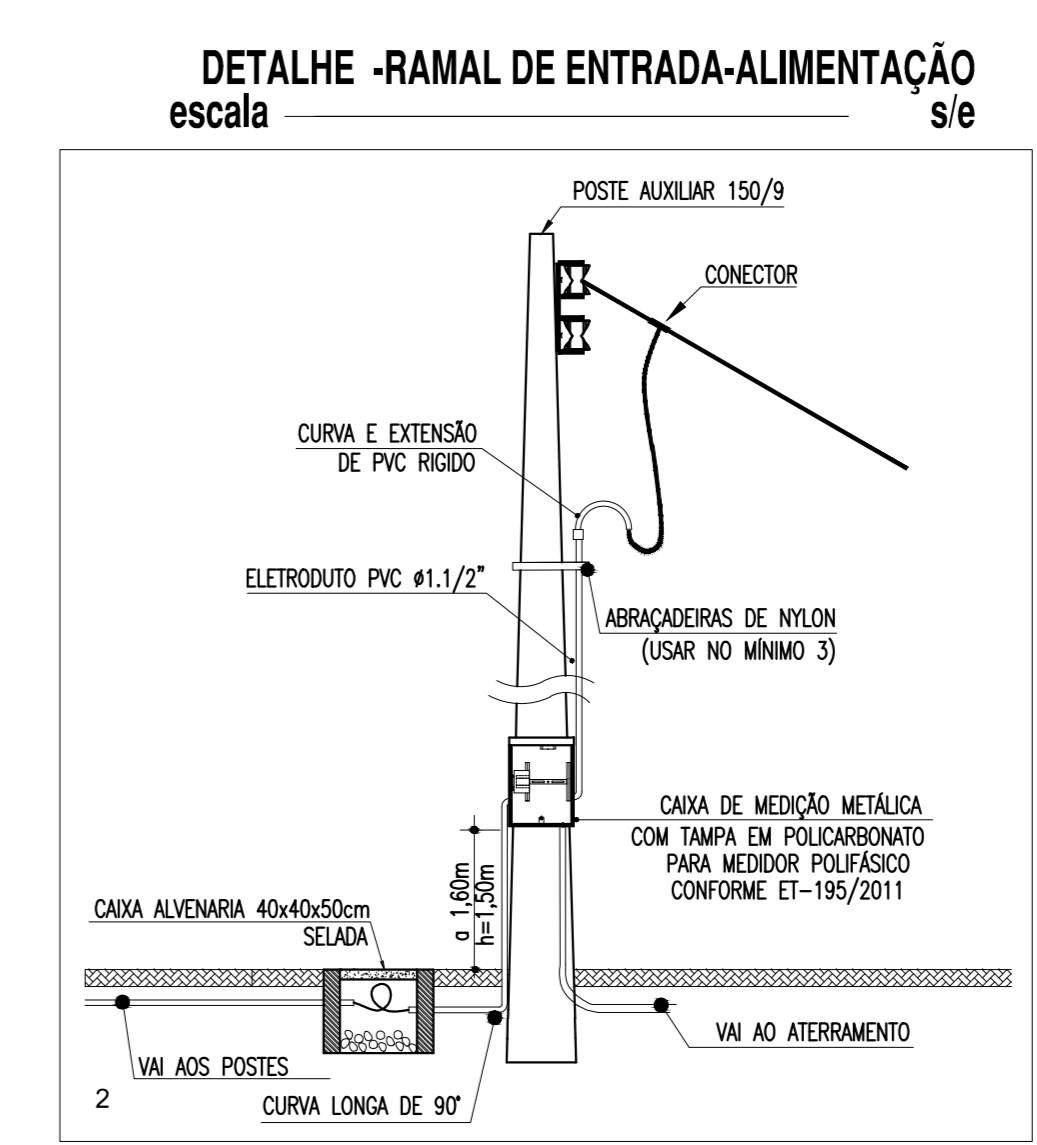 DETALHE -RAMAL DE ENTRADA-ALIMENTAÇÃO
escala s/e
POSTE AUXILIAR 150/9
CONECTOR
CURVA E EXTENSÃO
DE PVC RIGIDO
ELETRODUTO PVC ø1.1/2"
ABRAÇADEIRAS DE NYLON
(USAR NO MÍNIMO 3)
CAIXA DE MEDIÇÃO METÁLICA
COM TAMPA EM POLICARBONATO
PARA MEDIDOR POLIFÁSICO
CONFORME ET-195/2011
h=1,50m
a 1,60m
CAIXA ALVENARIA 40x40x50cm
SELADA
VAI AO ATERRAMENTO
VAI AOS POSTES
CURVA LONGA DE 90°
2